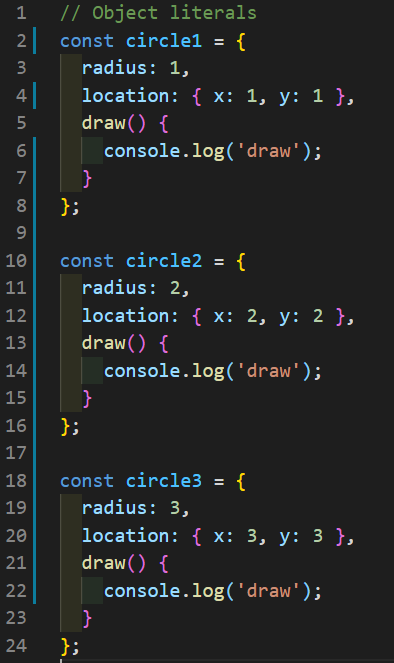 1 // Object literals
2 const circle1 = {
3   radius: 1,
4   location: { x: 1, y: 1 },
5   draw() {
6     console.log('draw');
7   }
8 };
9
10 const circle2 = {
11   radius: 2,
12   location: { x: 2, y: 2 },
13   draw() {
14     console.log('draw');
15   }
16 };
17
18 const circle3 = {
19   radius: 3,
20   location: { x: 3, y: 3 },
21   draw() {
22     console.log('draw');
23   }
24 };